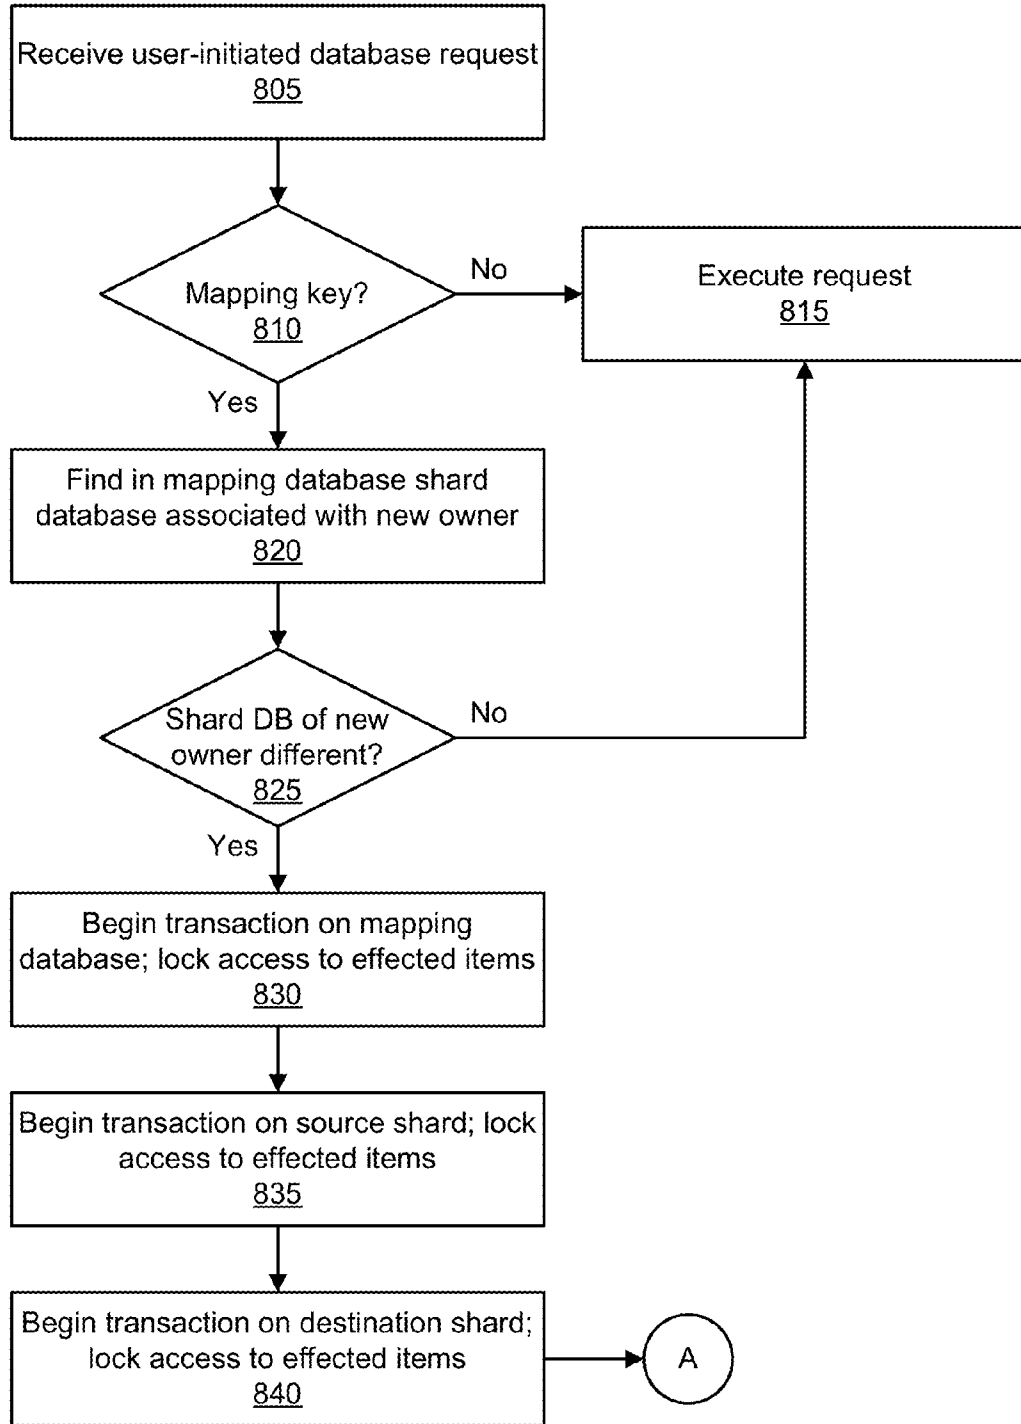 Receive user-initiated database request
805
Mapping key?
810
No
Execute request
815
Yes
Find in mapping database shard
database associated with new owner
820
Shard DB of new
owner different?
825
No
Yes
Begin transaction on mapping
database; lock access to effected items
830
Begin transaction on source shard; lock
access to effected items
835
Begin transaction on destination shard;
lock access to effected items
840
A